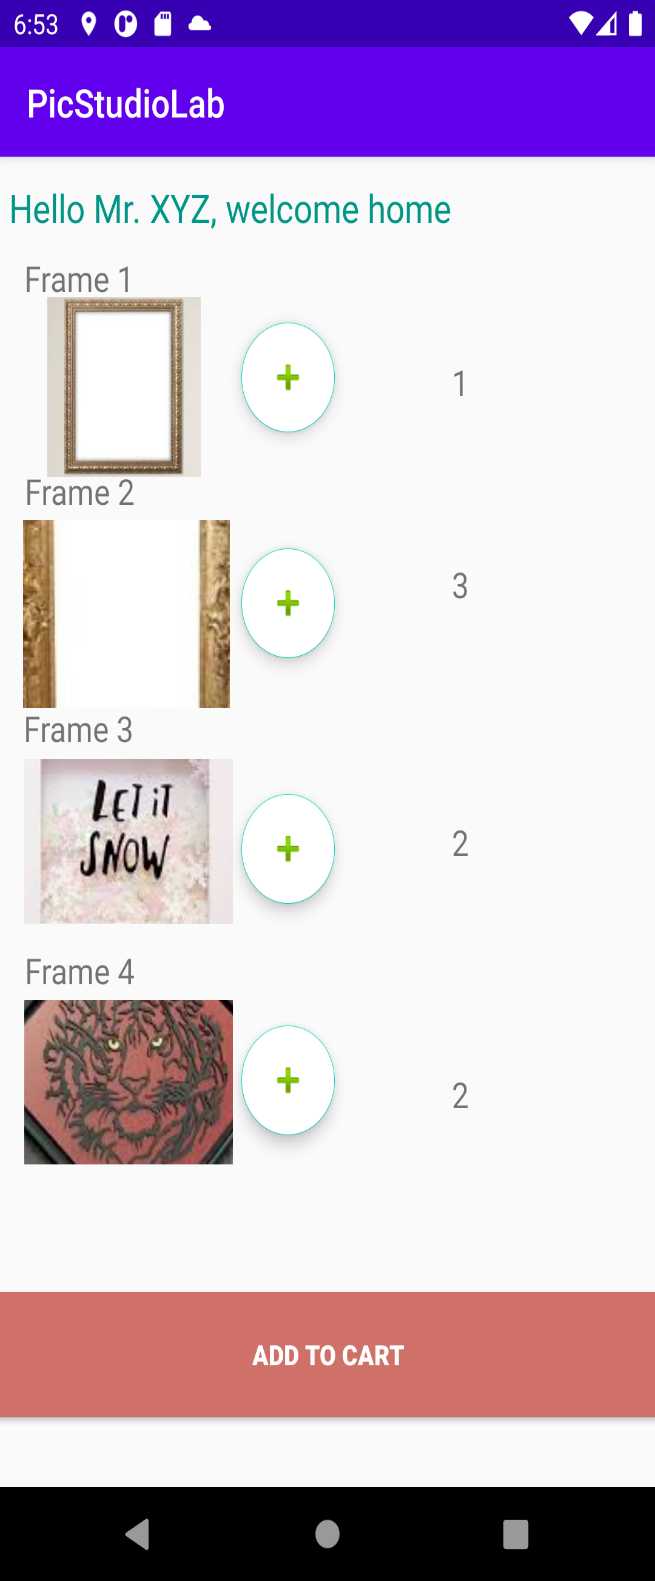 6:53
PicStudioLab
Hello Mr. XYZ, welcome home
Frame 1
1
Frame 2
3
Frame 3
LET iT
SNOW
2
Frame 4
2
ADD TO CART